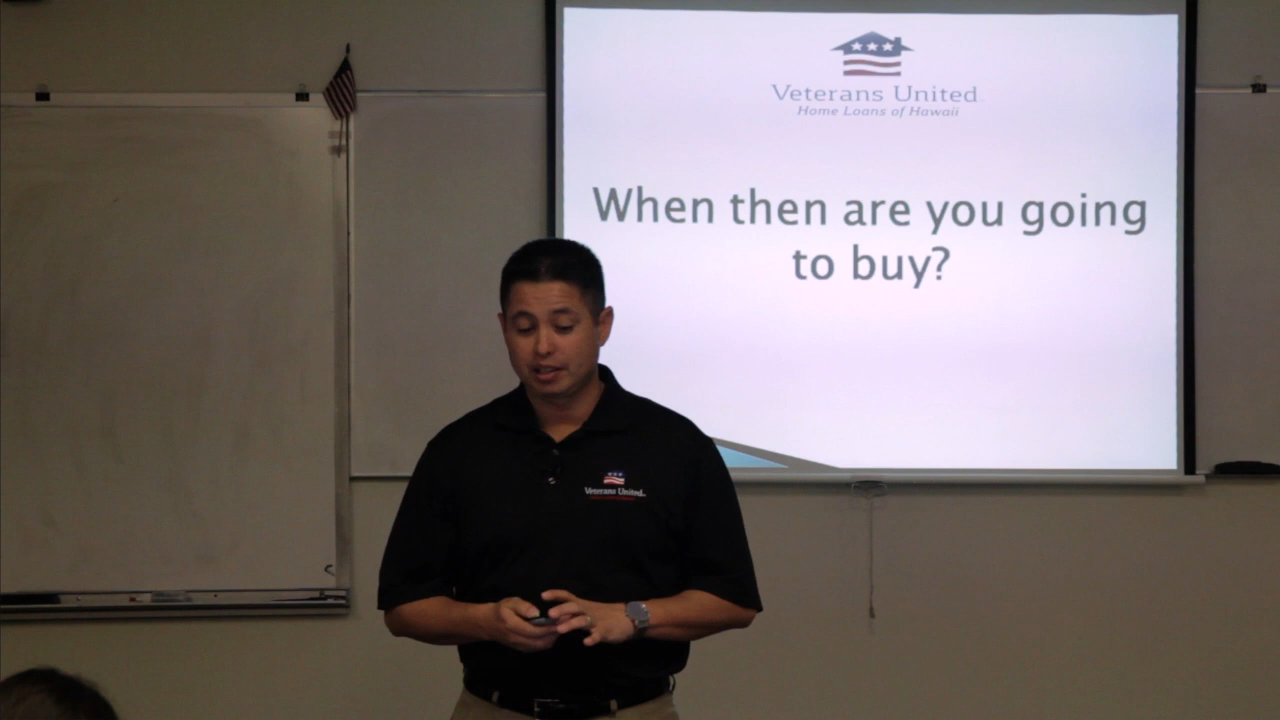 Veterans United
Home Loans of Hawaii
When then are you going
to buy?
Veterans United